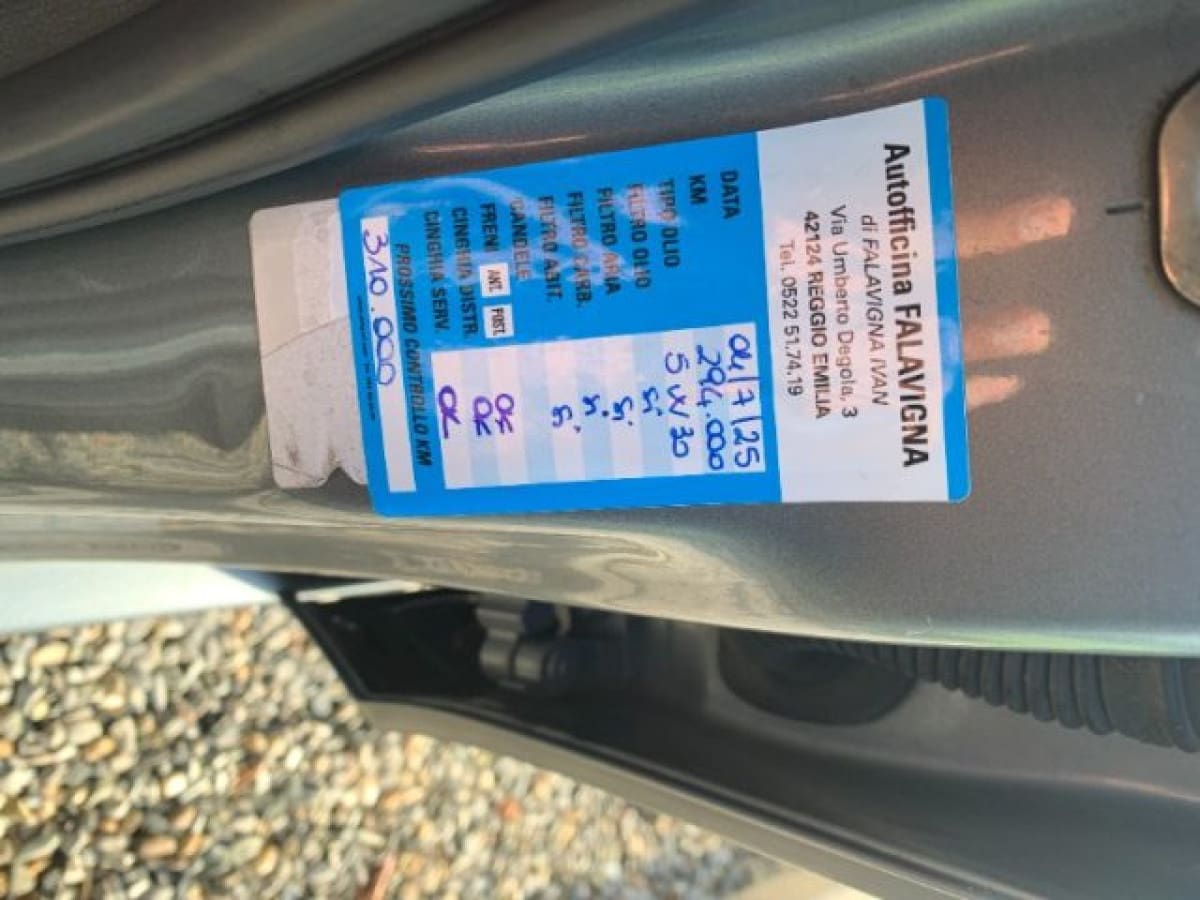 Autofficina FALAVIGNA
di FALAVIGNA IVAN
Via Umberto Degola, 3
42124 REGGIO EMILIA
Tel. 0522 51.74.19
DATA 04/7/25
KM 294.000
TIPO OLIO 5W30
FILTRO OLIO si
FILTRO ARIA si
FILTRO CARB. si
FILTRO ABIT. si
CANDELE
FRENI ANT. POST. OK
CINGHIA DISTR. OK
CINGHIA SERV. OK
PROSSIMO CONTROLLO KM
310.000